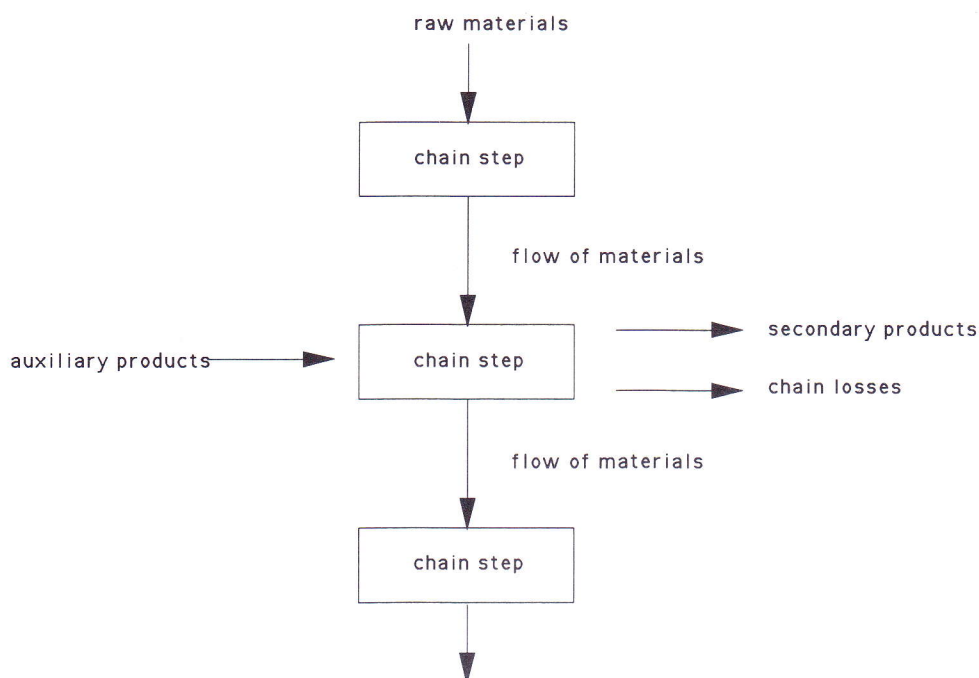 raw materials
chain step
flow of materials
auxiliary products
chain step
secondary products
chain losses
flow of materials
chain step